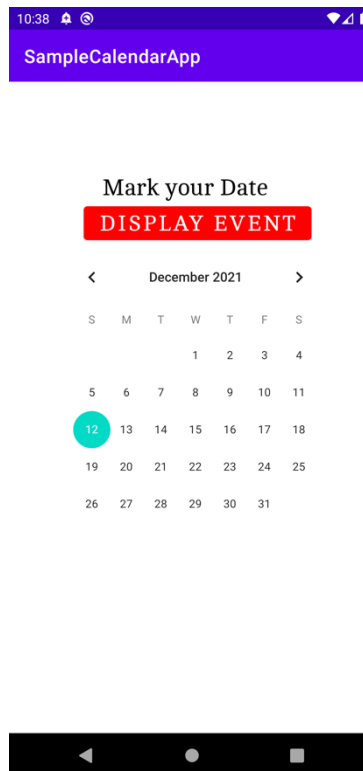 10:38
SampleCalendarApp
Mark your Date
DISPLAY EVENT
December 2021
S M T W T F S
1 2 3 4
5 6 7 8 9 10 11
12 13 14 15 16 17 18
19 20 21 22 23 24 25
26 27 28 29 30 31